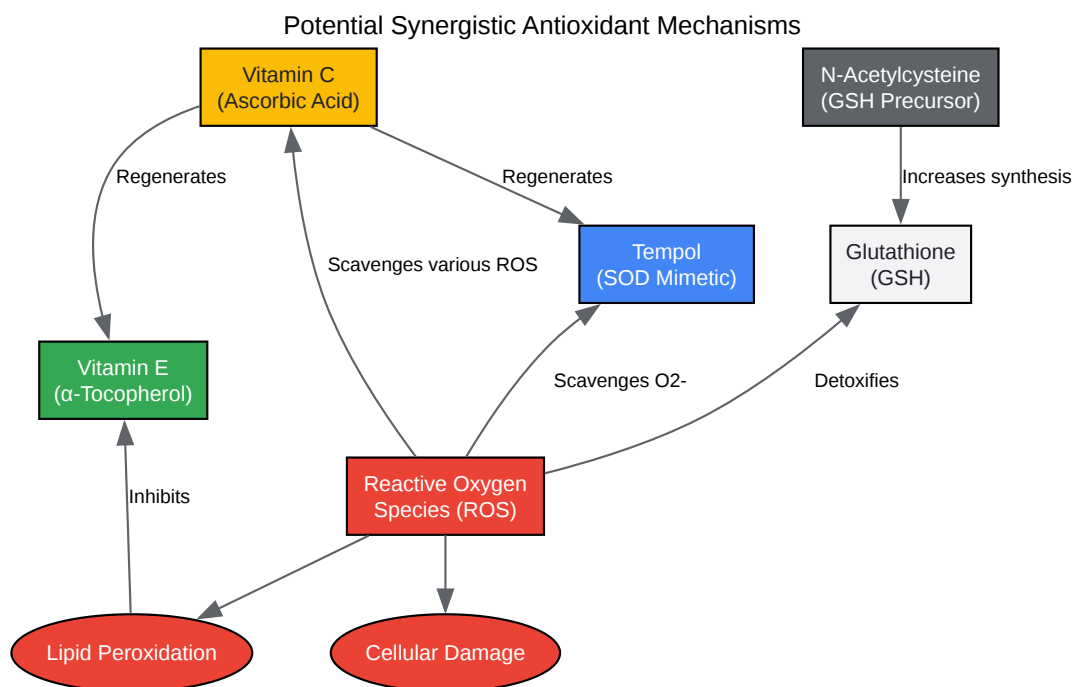 Potential Synergistic Antioxidant Mechanisms
Vitamin C
(Ascorbic Acid)
N-Acetylcysteine
(GSH Precursor)
Regenerates
Regenerates
Increases synthesis
Scavenges various ROS
Tempol
(SOD Mimetic)
Glutathione
(GSH)
Vitamin E
(α-Tocopherol)
Scavenges O2-
Detoxifies
Inhibits
Reactive Oxygen
Species (ROS)
Lipid Peroxidation
Cellular Damage